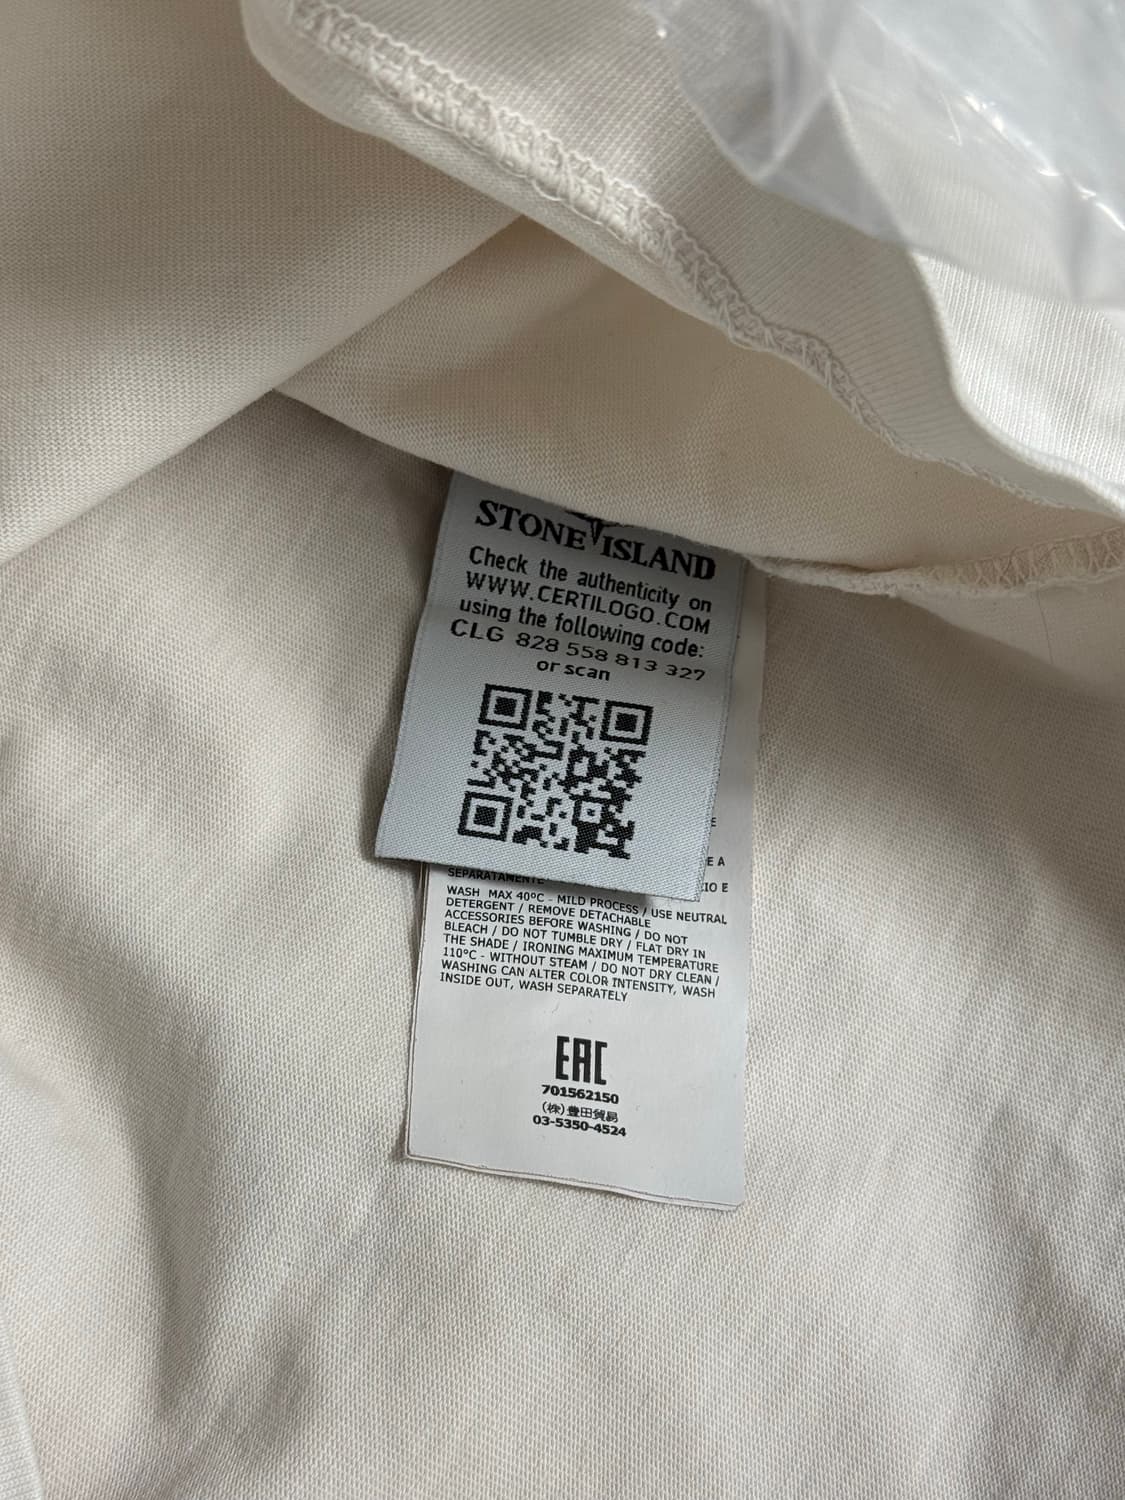 STONE ISLAND
Check the authenticity on
WWW.CERTILOGO.COM
using the following code:
CLG 828 558 813 327
or scan
E
E A
SEPARATAMENTE
IO E
WASH MAX 40°C - MILD PROCESS / USE NEUTRAL
DETERGENT / REMOVE DETACHABLE
ACCESSORIES BEFORE WASHING / DO NOT
BLEACH / DO NOT TUMBLE DRY / FLAT DRY IN
THE SHADE / IRONING MAXIMUM TEMPERATURE
110°C - WITHOUT STEAM / DO NOT DRY CLEAN /
WASHING CAN ALTER COLOR INTENSITY, WASH
INSIDE OUT, WASH SEPARATELY
EAC
701562150
(株)豊田貿易
03-5350-4524